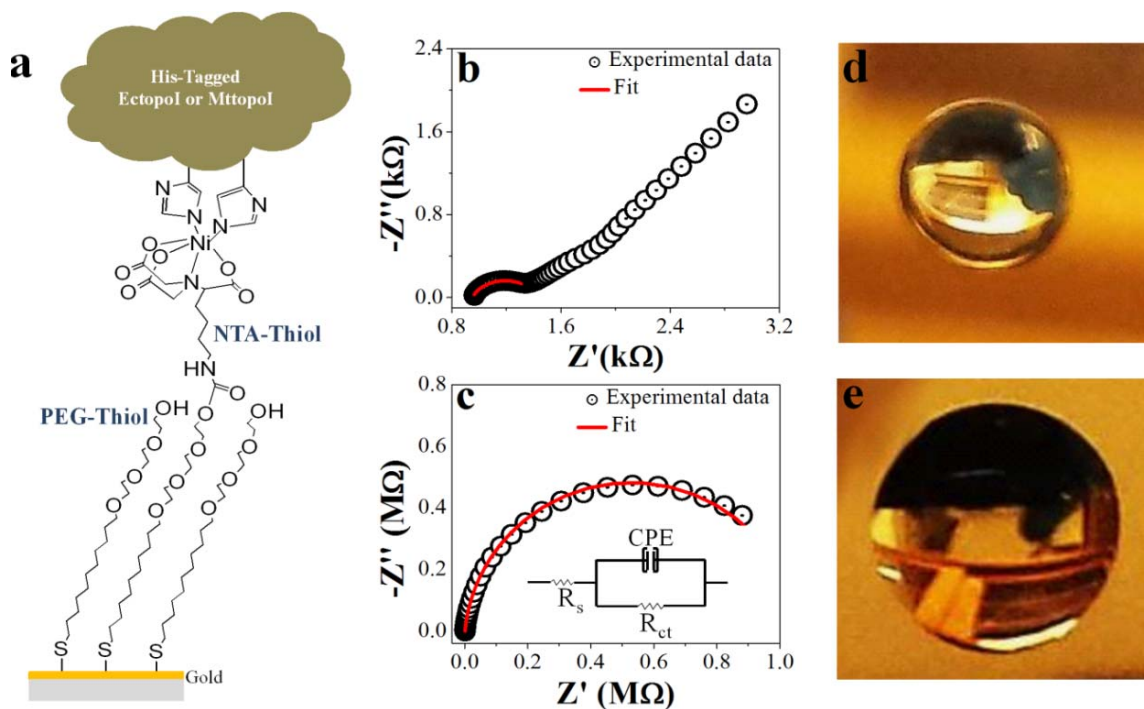 a
His-Tagged
EctopoI or MttopoI
N
N
H
N
N
H
Ni
O
O
O
O
N
O
O
NTA-Thiol
HN
O
O
PEG-Thiol
OH
OH
O
O
O
O
O
O
O
O
O
S
S
S
Gold
b
2.4
1.6
0.8
0.0
-Z''(kΩ)
Experimental data
Fit
0.8
1.6
2.4
3.2
Z'(kΩ)
c
0.8
0.6
0.4
0.2
0.0
-Z'' (MΩ)
Experimental data
Fit
CPE
Rs
Rct
0.0
0.2
0.4
0.6
0.8
1.0
Z' (MΩ)
d
e